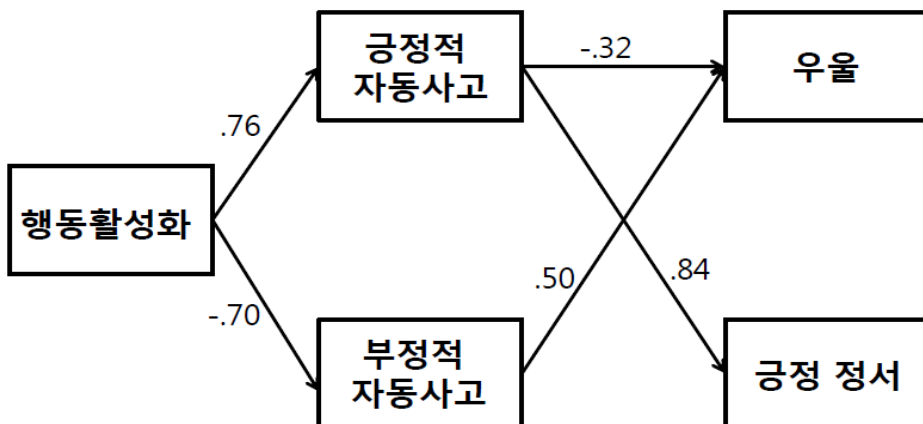 긍정적
자동사고
-.32
우울
.76
행동활성화
.50
.84
-.70
부정적
자동사고
긍정 정서